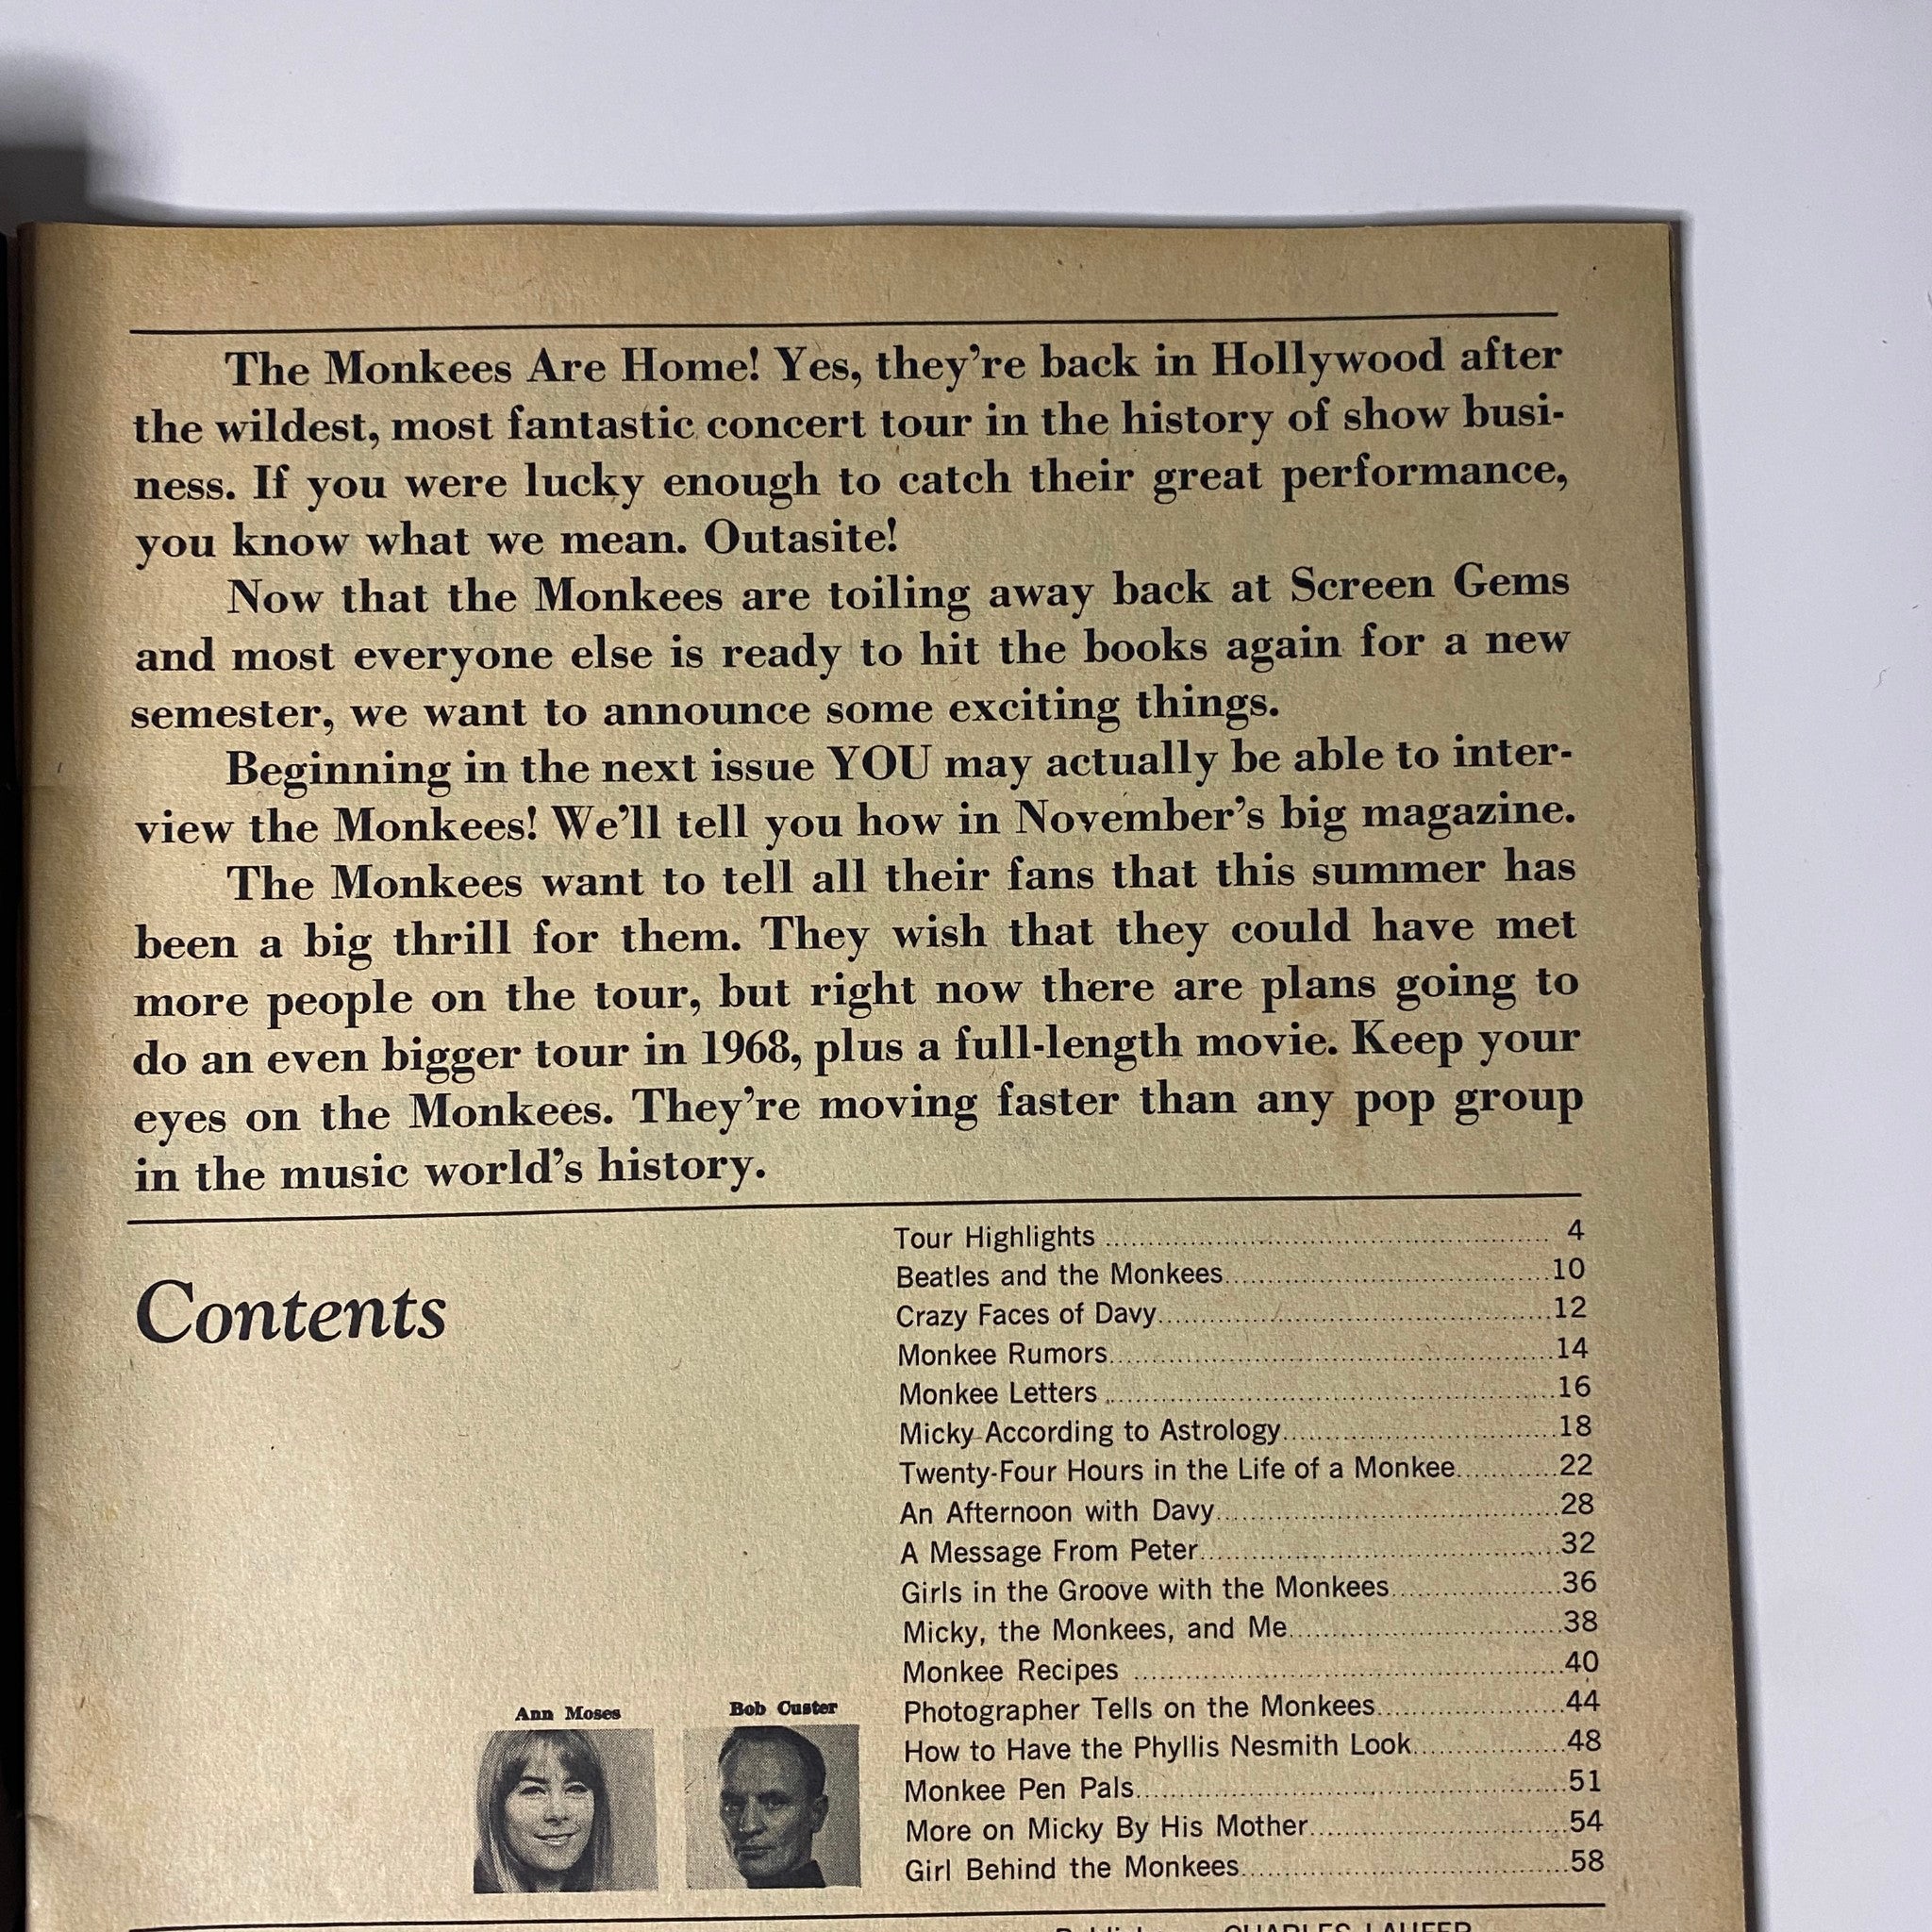 The Monkees Are Home! Yes, they're back in Hollywood after
the wildest, most fantastic concert tour in the history of show busi-
ness. If you were lucky enough to catch their great performance,
you know what we mean. Outasite!
Now that the Monkees are toiling away back at Screen Gems
and most everyone else is ready to hit the books again for a new
semester, we want to announce some exciting things.
Beginning in the next issue YOU may actually be able to inter-
view the Monkees! We'll tell you how in November's big magazine.
The Monkees want to tell all their fans that this summer has
been a big thrill for them. They wish that they could have met
more people on the tour, but right now there are plans going to
do an even bigger tour in 1968, plus a full-length movie. Keep your
eyes on the Monkees. They're moving faster than any pop group
in the music world's history.
Contents
Tour Highlights 4
Beatles and the Monkees 10
Crazy Faces of Davy 12
Monkee Rumors 14
Monkee Letters 16
Micky According to Astrology 18
Twenty-Four Hours in the Life of a Monkee 22
An Afternoon with Davy 28
A Message From Peter 32
Girls in the Groove with the Monkees 36
Micky, the Monkees, and Me 38
Monkee Recipes 40
Photographer Tells on the Monkees 44
How to Have the Phyllis Nesmith Look 48
Monkee Pen Pals 51
More on Micky By His Mother 54
Girl Behind the Monkees 58
Ann Moses
Bob Custer
CHARLES LAUFER